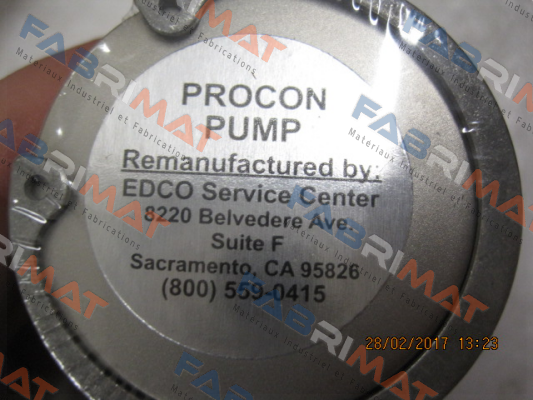 PROCON
PUMP
Remanufactured by:
EDCO Service Center
8220 Belvedere Ave.
Suite F
Sacramento, CA 95826
(800) 559-0415
28/02/2017 13:23
FABRIMAT
Materiaux Industriel et Fabrications